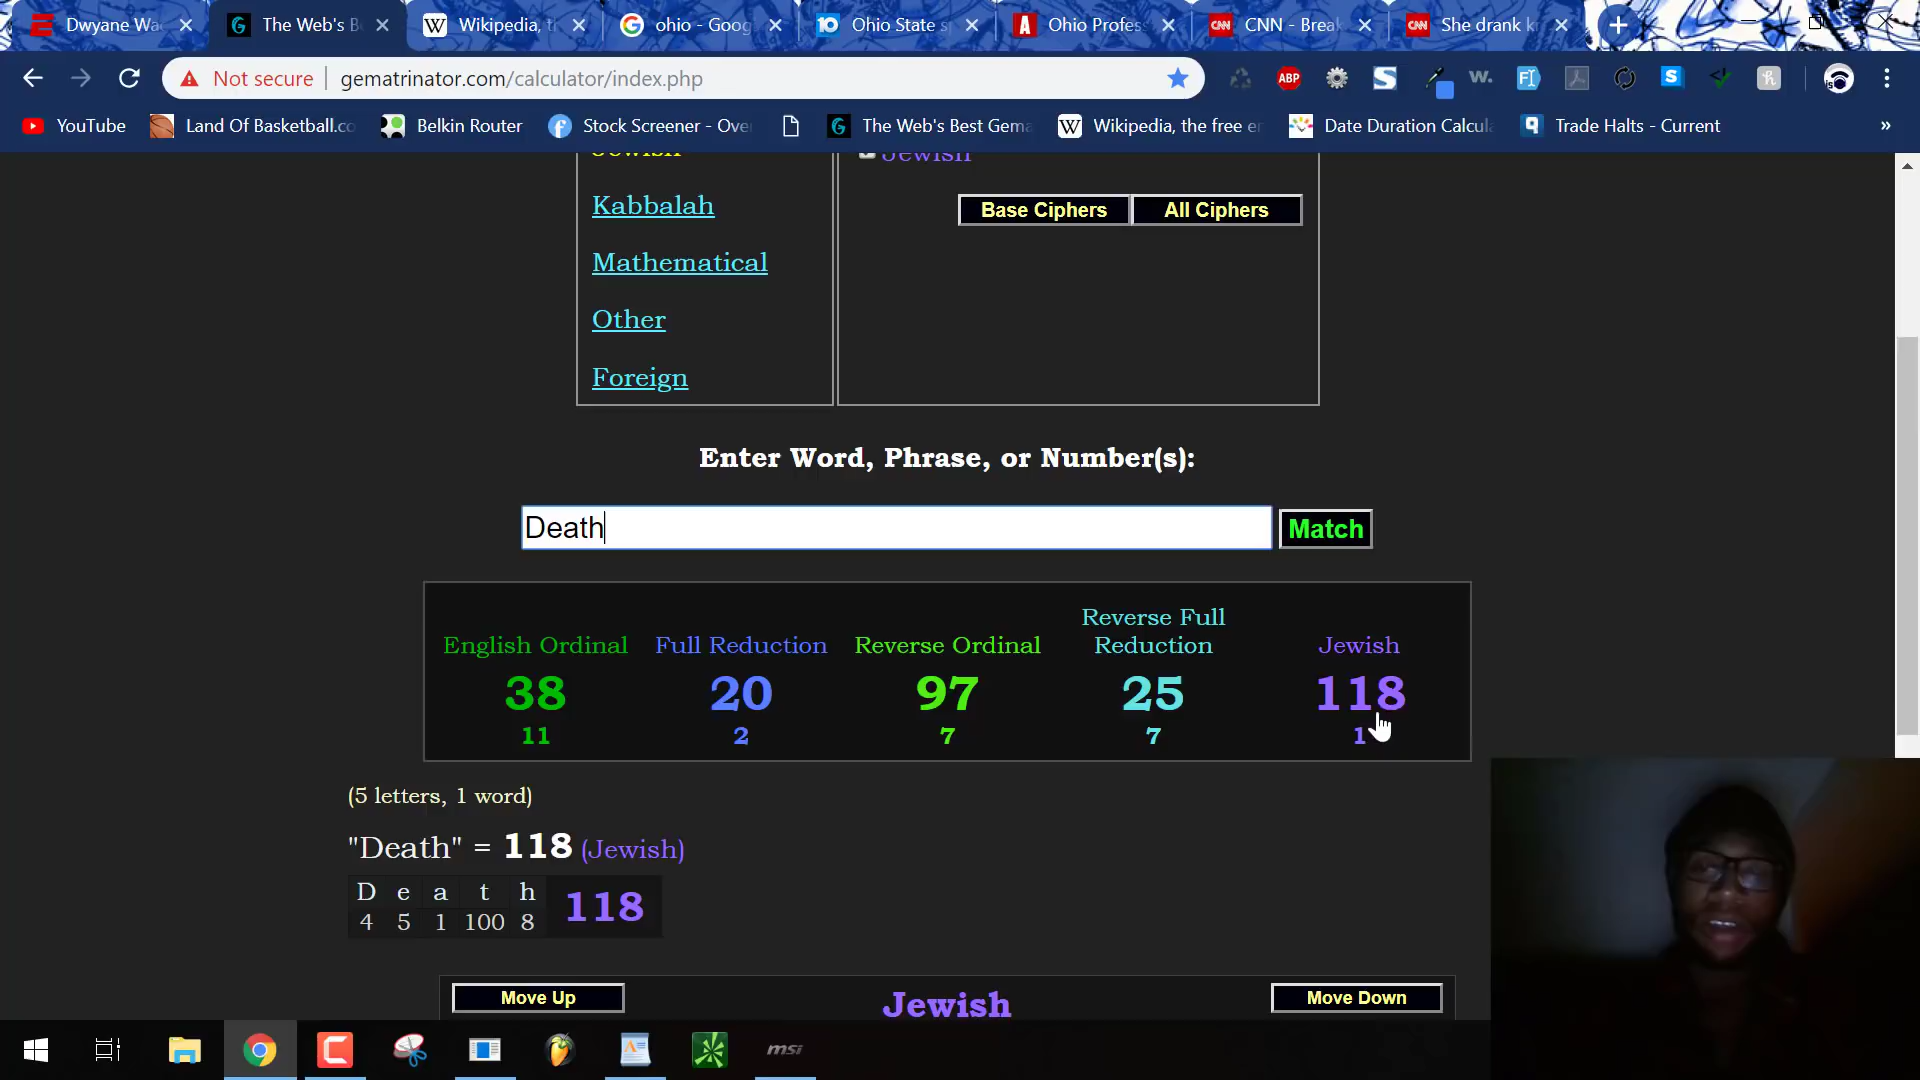 Dwyane Wa
The Web's B
Wikipedia, t
ohio - Goog
Ohio State s
Ohio Profes
CNN - Break
She drank k
Not secure
gematrinator.com/calculator/index.php
YouTube
Land Of Basketball.co
Belkin Router
Stock Screener - Ove
The Web's Best Gema
Wikipedia, the free e
Date Duration Calcul
Trade Halts - Current
»
Jewish
Jewish
Kabbalah
Base Ciphers
All Ciphers
Mathematical
Other
Foreign
Enter Word, Phrase, or Number(s):
Death
Match
English Ordinal
Full Reduction
Reverse Ordinal
Reverse Full
Reduction
Jewish
38
20
97
25
118
11
2
7
7
1
(5 letters, 1 word)
"Death" = 118 (Jewish)
D e a t h
4 5 1 100 8
118
Move Up
Jewish
Move Down
msi